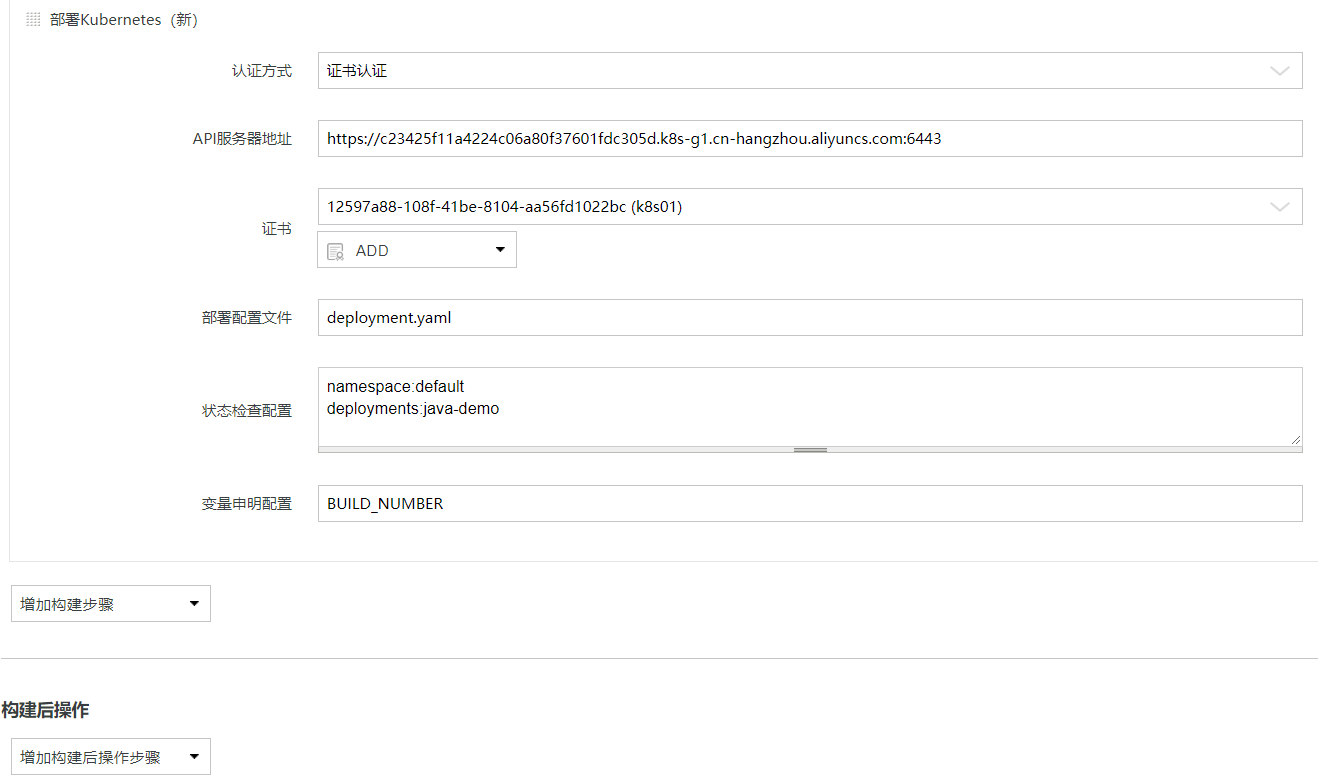 部署Kubernetes（新）
认证方式
证书认证
API服务器地址
https://c23425f11a4224c06a80f37601fdc305d.k8s-g1.cn-hangzhou.aliyuncs.com:6443
证书
12597a88-108f-41be-8104-aa56fd1022bc (k8s01)
ADD
部署配置文件
deployment.yaml
状态检查配置
namespace:default
deployments:java-demo
变量申明配置
BUILD_NUMBER
增加构建步骤
构建后操作
增加构建后操作步骤